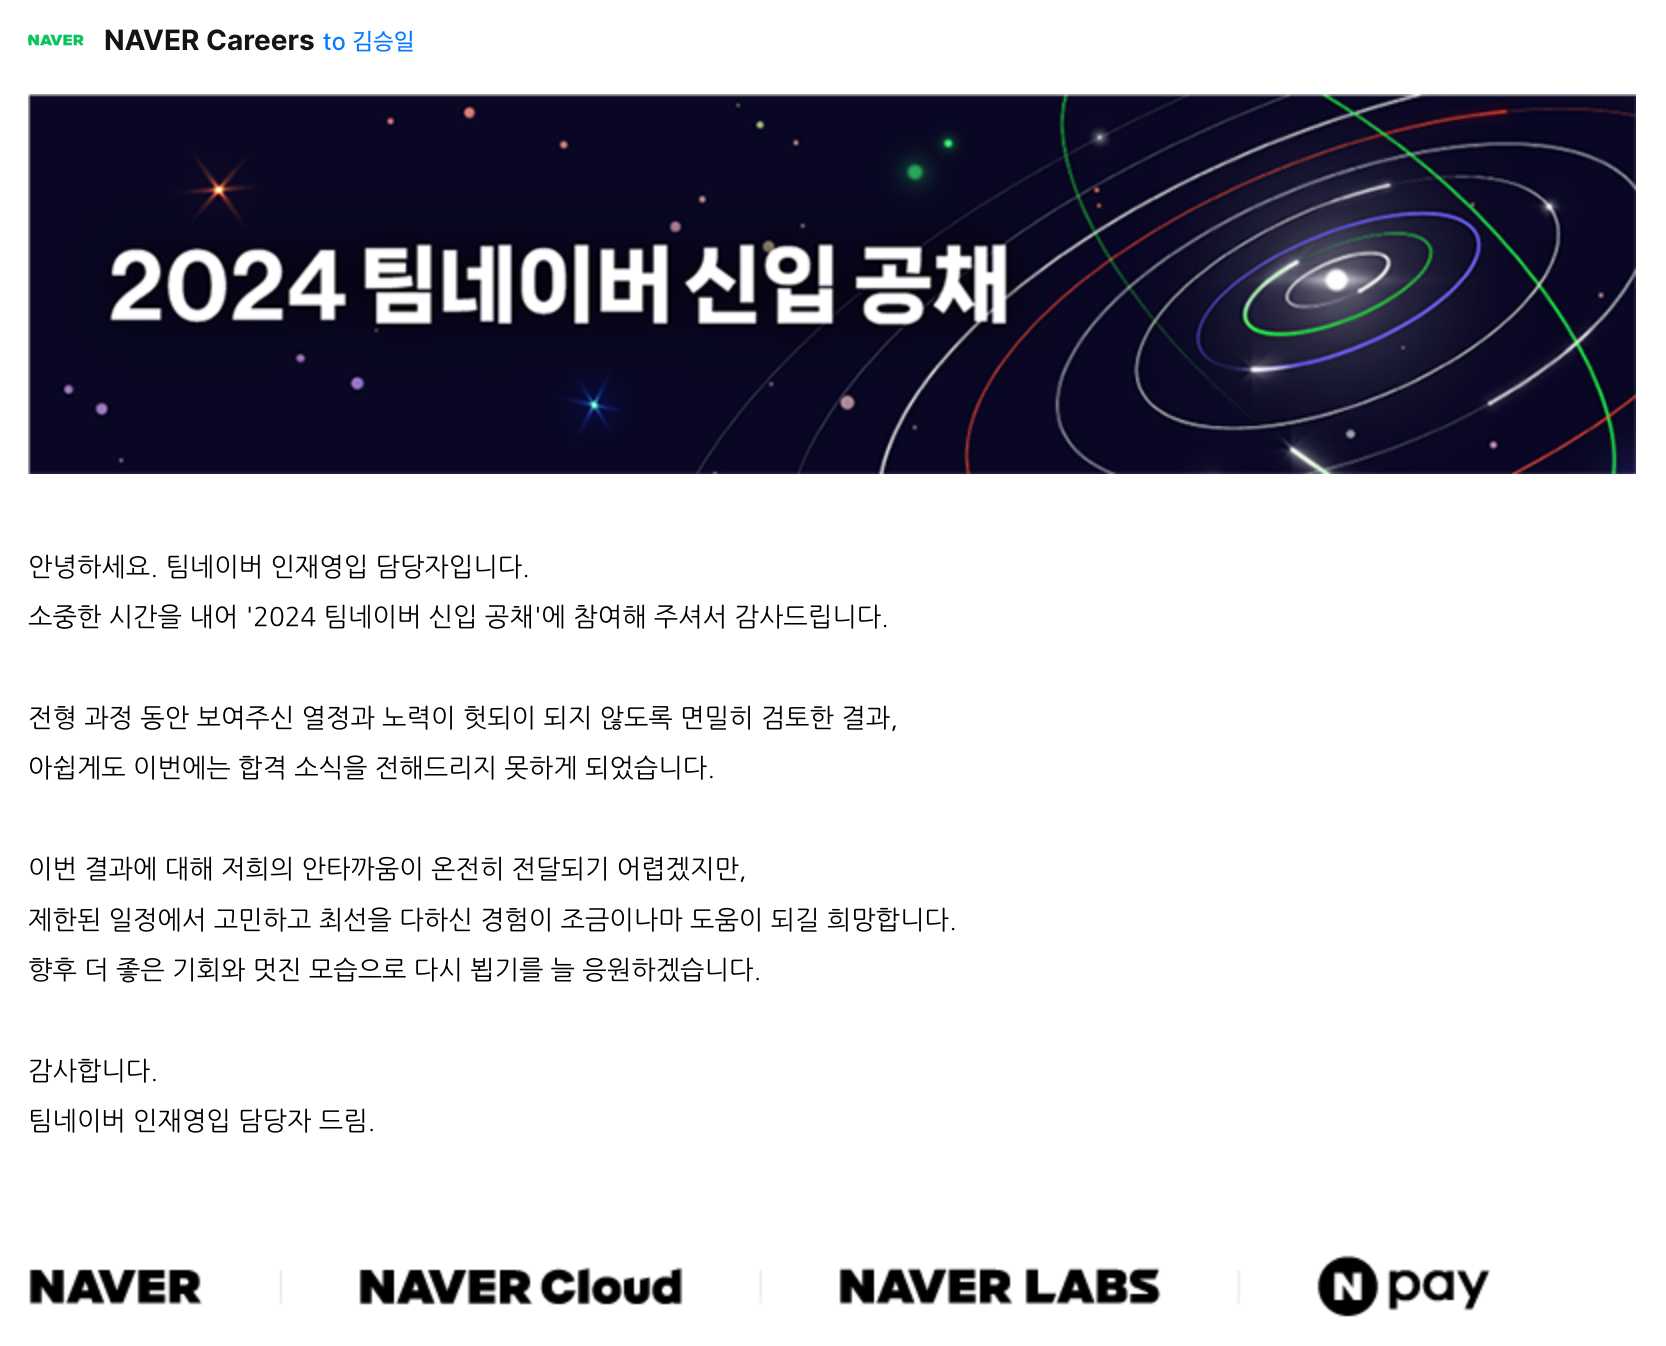 NAVER NAVER Careers to 김승일
2024 팀네이버 신입 공채
안녕하세요. 팀네이버 인재영입 담당자입니다.
소중한 시간을 내어 '2024 팀네이버 신입 공채'에 참여해 주셔서 감사드립니다.
전형 과정 동안 보여주신 열정과 노력이 헛되이 되지 않도록 면밀히 검토한 결과,
아쉽게도 이번에는 합격 소식을 전해드리지 못하게 되었습니다.
이번 결과에 대해 저희의 안타까움이 온전히 전달되기 어렵겠지만,
제한된 일정에서 고민하고 최선을 다하신 경험이 조금이나마 도움이 되길 희망합니다.
향후 더 좋은 기회와 멋진 모습으로 다시 뵙기를 늘 응원하겠습니다.
감사합니다.
팀네이버 인재영입 담당자 드림.
NAVER NAVER Cloud NAVER LABS N pay